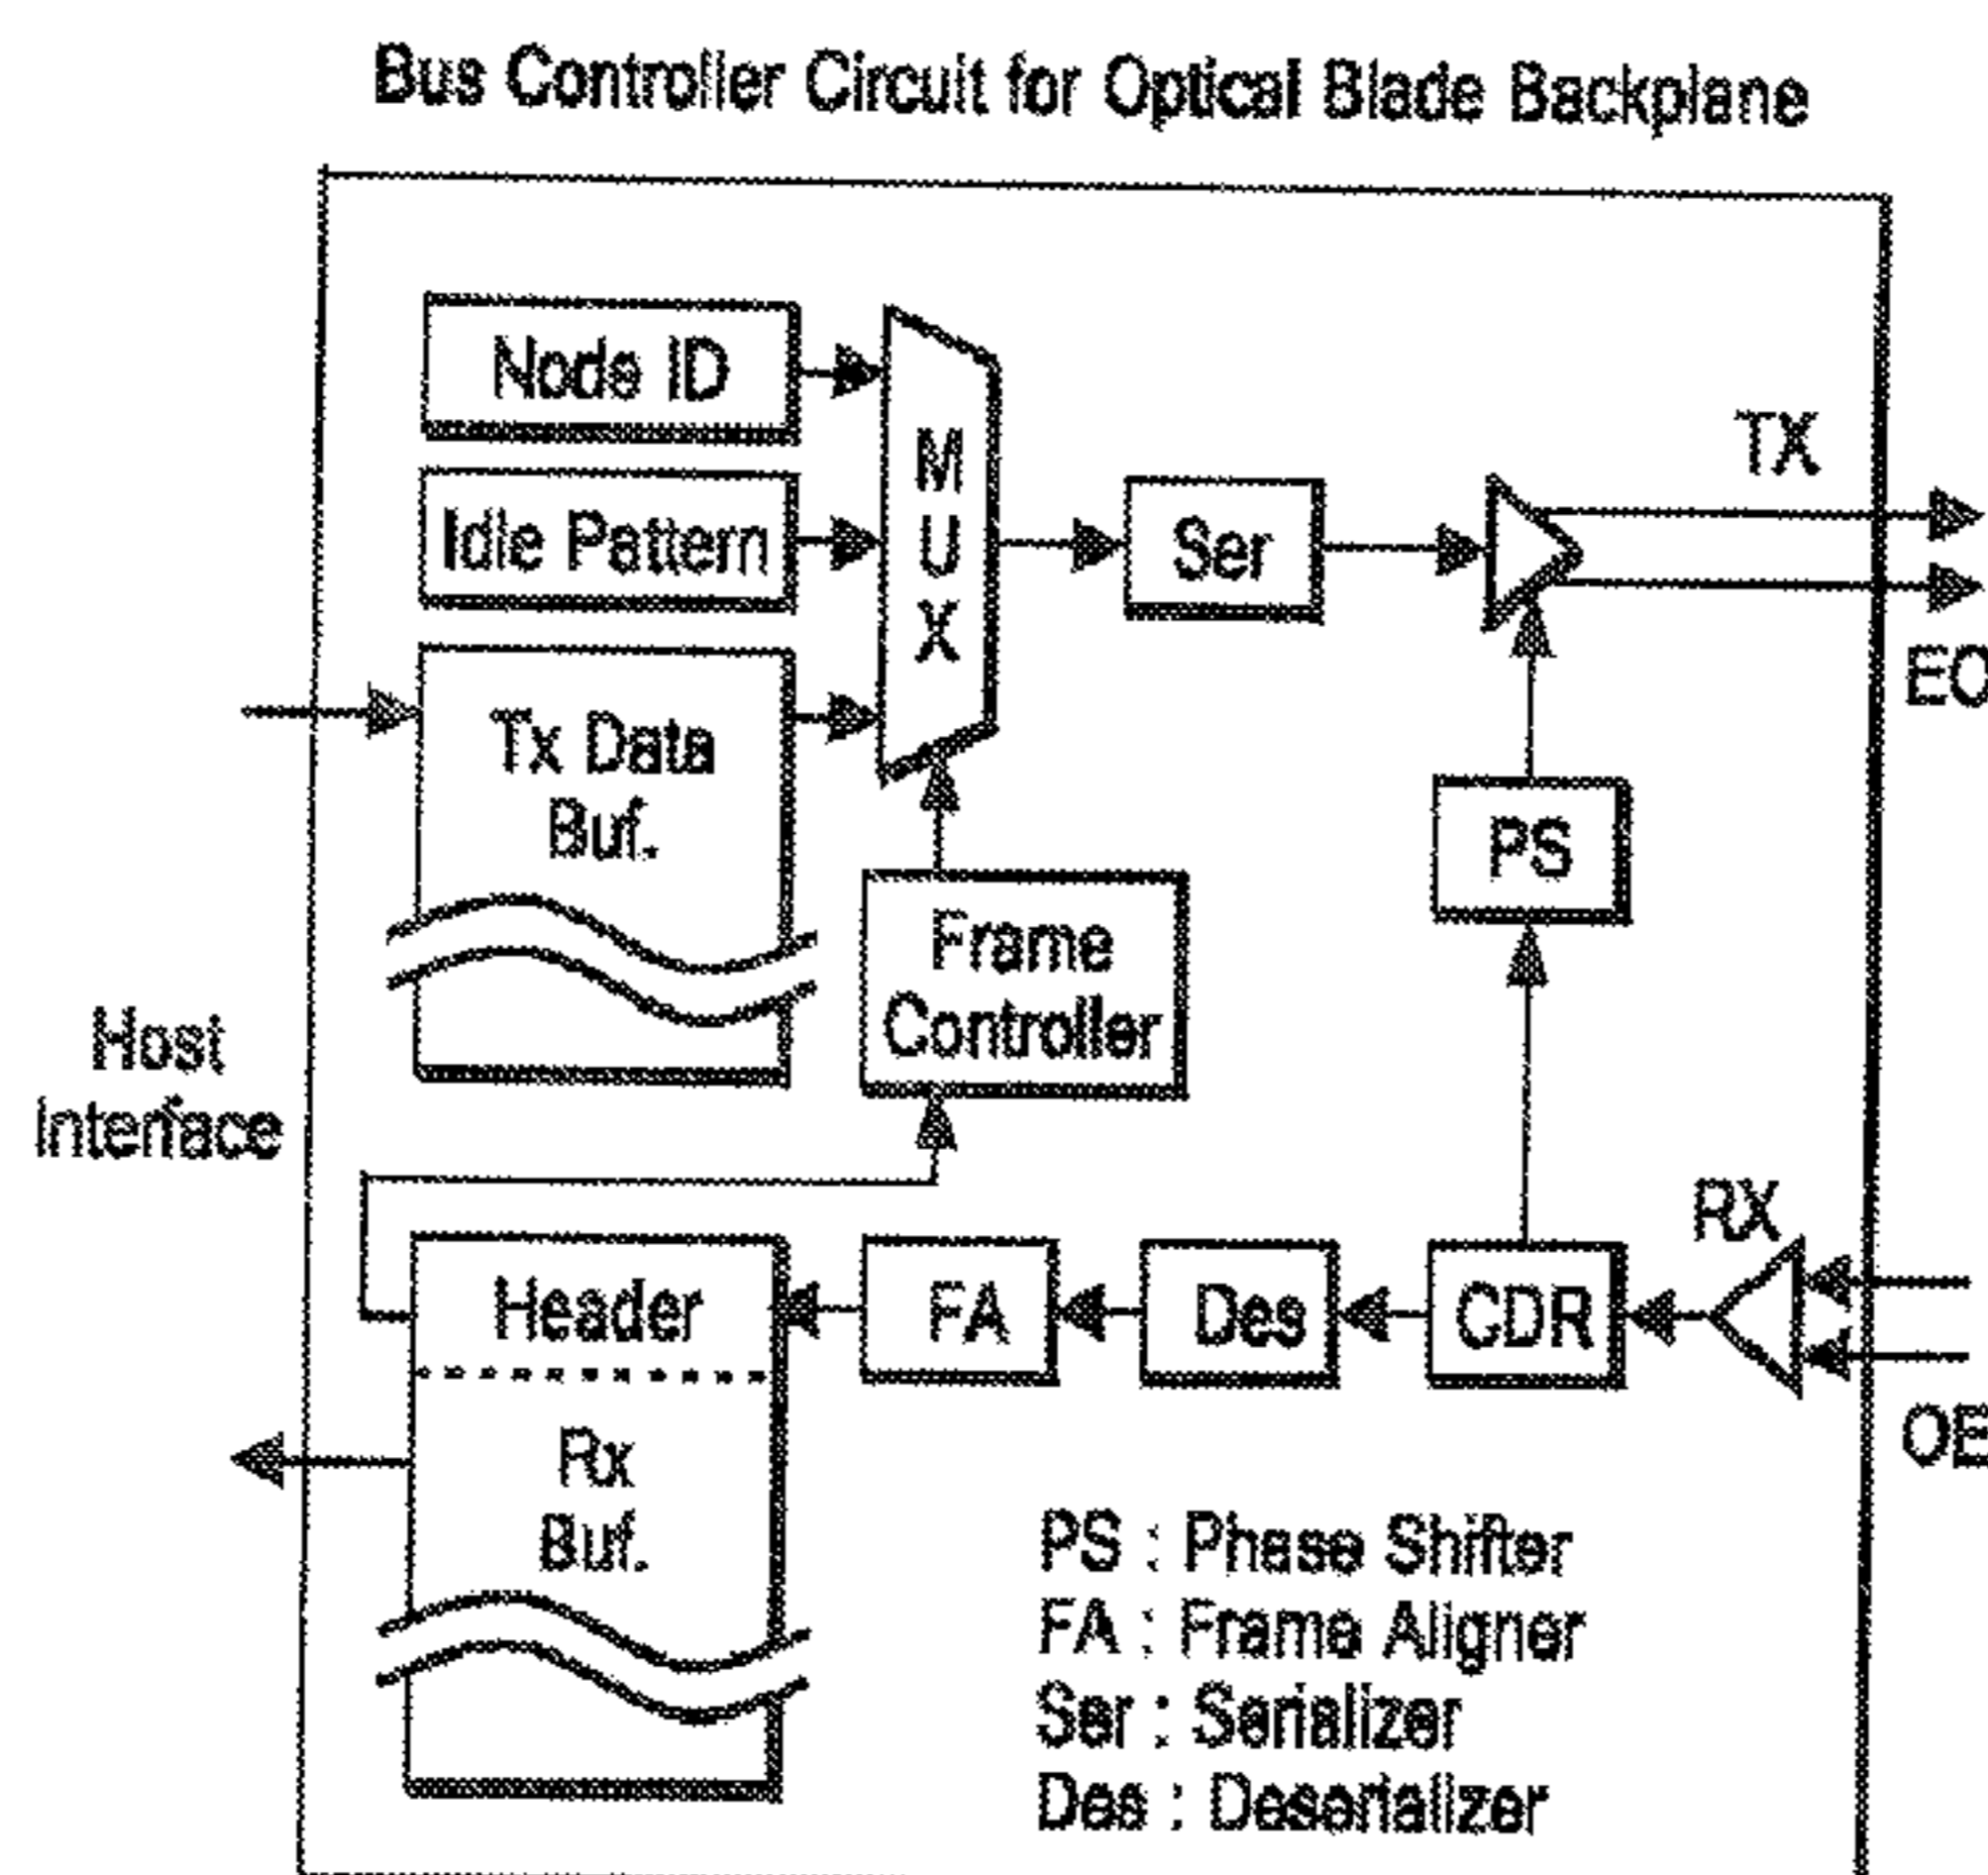 Bus Controller Circuit for Optical Blade Backplane
Node ID
Idle Pattern
Tx Data
Buf.
M
U
X
Ser
TX
EO
PS
Frame
Controller
Host
Interface
Header
Rx
Buf.
FA
Des
CDR
RX
OE
PS : Phase Shifter
FA : Frame Aligner
Ser : Serializer
Des : Deserializer